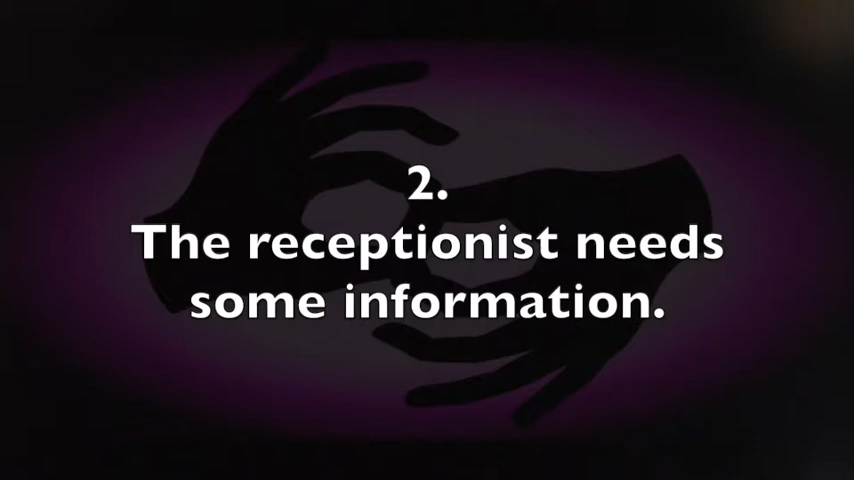 2.
The receptionist needs
some information.